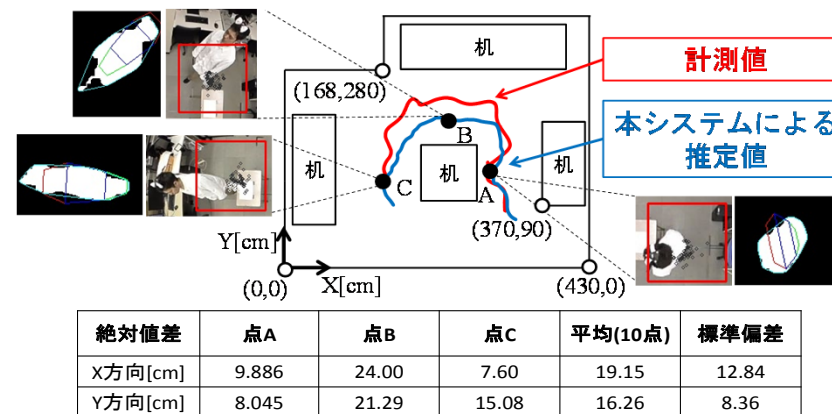 机
計測値
(168,280)
本システムによる
推定値
B
机
机
机
C
A
(370,90)
Y[cm]
X[cm]
(0,0)
(430,0)
絶対値差 点A 点B 点C 平均(10点) 標準偏差
X方向[cm] 9.886 24.00 7.60 19.15 12.84
Y方向[cm] 8.045 21.29 15.08 16.26 8.36